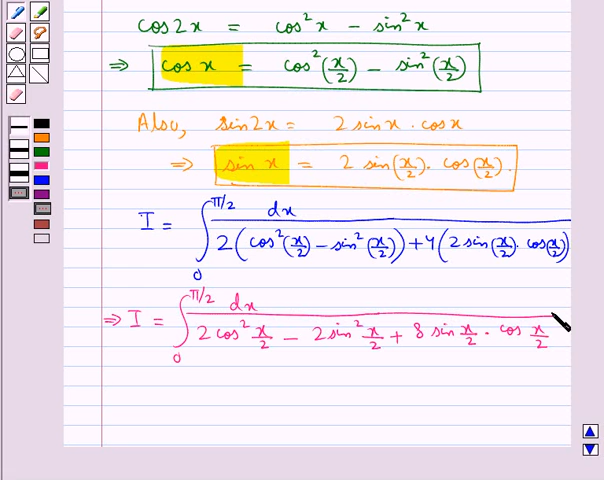 cos 2x = cos²x − sin²x
⇒ cos x = cos²(x/2) − sin²(x/2)
Also, sin 2x = 2 sin x · cos x
⇒ sin x = 2 sin(x/2) · cos(x/2).
I = ∫₀^(π/2) dx / 2(cos²(x/2) − sin²(x/2)) + 4(2 sin(x/2) · cos(x/2)
⇒ I = ∫₀^(π/2) dx / 2 cos² x/2 − 2 sin² x/2 + 8 sin x/2 · cos x/2